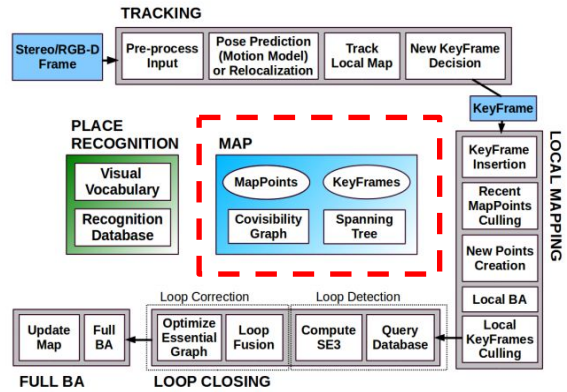 TRACKING
Stereo/RGB-D
Frame
Pre-process
Input
Pose Prediction
(Motion Model)
or Relocalization
Track
Local Map
New KeyFrame
Decision
KeyFrame
PLACE
RECOGNITION
Visual
Vocabulary
Recognition
Database
MAP
MapPoints
KeyFrames
Covisibility
Graph
Spanning
Tree
LOCAL MAPPING
KeyFrame
Insertion
Recent
MapPoints
Culling
New Points
Creation
Local BA
Local
KeyFrames
Culling
Loop Correction
Loop Detection
Optimize
Essential
Graph
Loop
Fusion
Compute
SE3
Query
Database
Update
Map
Full
BA
FULL BA
LOOP CLOSING